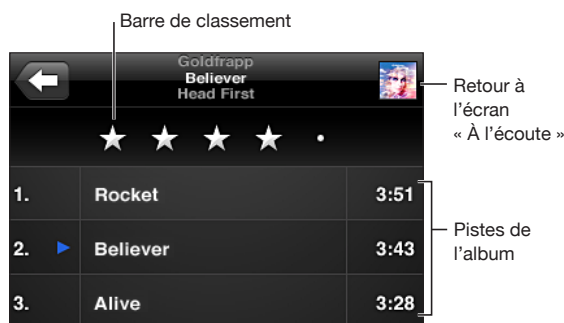 Barre de classement
Goldfrapp
Believer
Head First
Retour à
l'écran
« À l'écoute »
1. Rocket 3:51
2. Believer 3:43
3. Alive 3:28
Pistes de
l'album